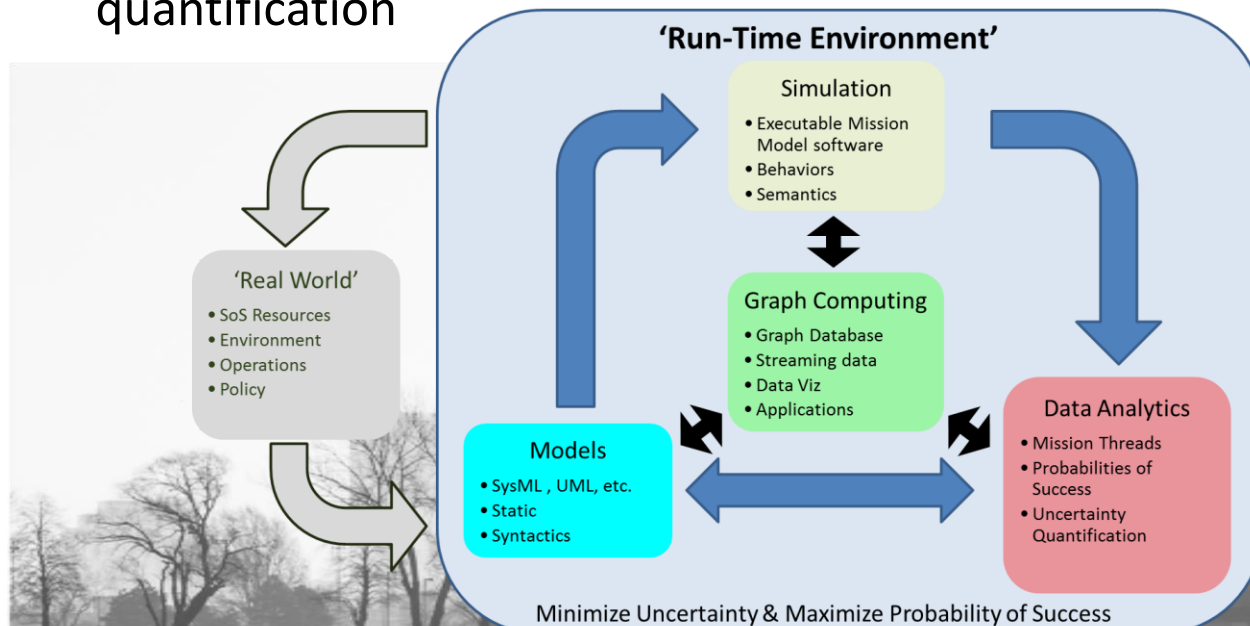 quantification
‘Run-Time Environment’
Simulation
• Executable Mission
Model software
• Behaviors
• Semantics
‘Real World’
• SoS Resources
• Environment
• Operations
• Policy
Graph Computing
• Graph Database
• Streaming data
• Data Viz
• Applications
Models
• SysML , UML, etc.
• Static
• Syntactics
Data Analytics
• Mission Threads
• Probabilities of
Success
• Uncertainty
Quantification
Minimize Uncertainty & Maximize Probability of Success